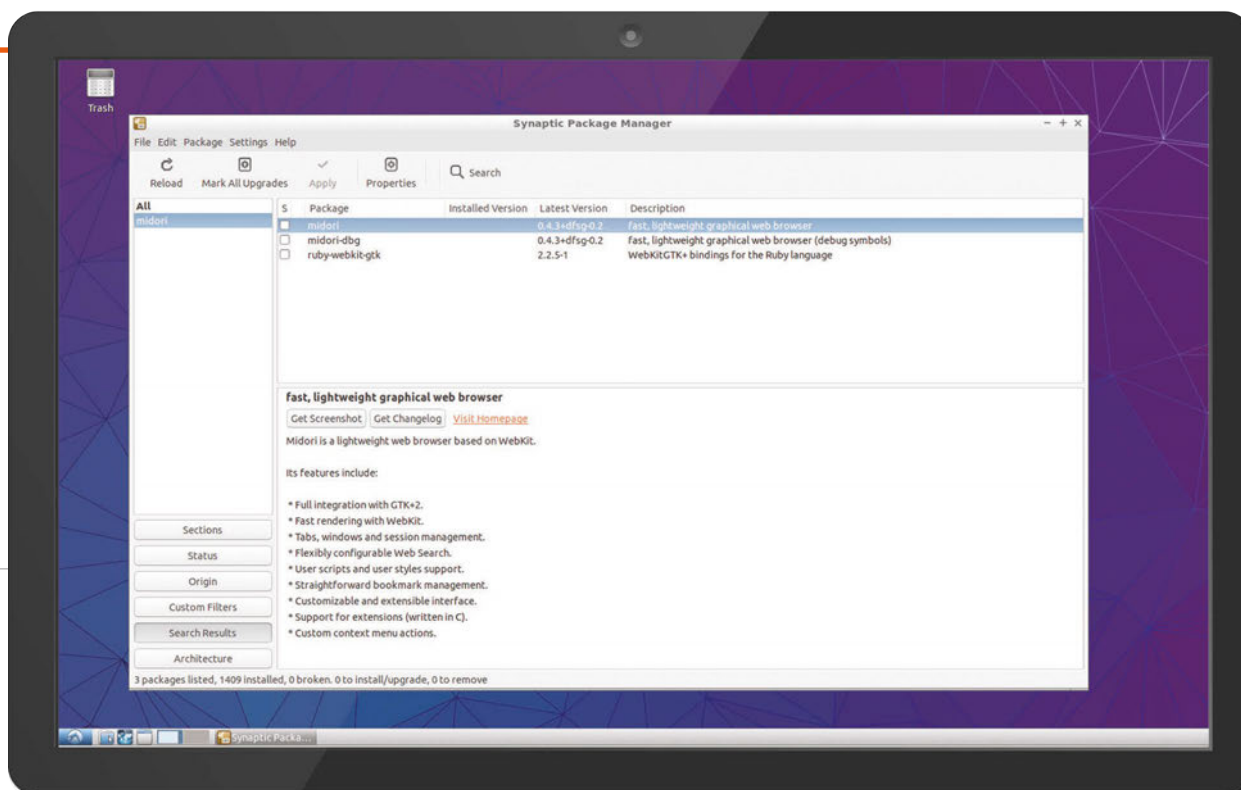 Trash
Synaptic Package Manager
File Edit Package Settings Help
Reload Mark All Upgrades Apply Properties Search
All
midori
S Package Installed Version Latest Version Description
midori 0.4.3+dfsg-0.2 fast, lightweight graphical web browser
midori-dbg 0.4.3+dfsg-0.2 fast, lightweight graphical web browser (debug symbols)
ruby-webkit-gtk 2.2.5-1 WebKitGTK+ bindings for the Ruby language
fast, lightweight graphical web browser
Get Screenshot Get Changelog Visit Homepage
Midori is a lightweight web browser based on WebKit.
Its features include:
* Full integration with GTK+2.
* Fast rendering with WebKit.
* Tabs, windows and session management.
* Flexibly configurable Web Search.
* User scripts and user styles support.
* Straightforward bookmark management.
* Customizable and extensible interface.
* Support for extensions (written in C).
* Custom context menu actions.
Sections
Status
Origin
Custom Filters
Search Results
Architecture
3 packages listed, 1409 installed, 0 broken. 0 to install/upgrade, 0 to remove
Synaptic Packa...